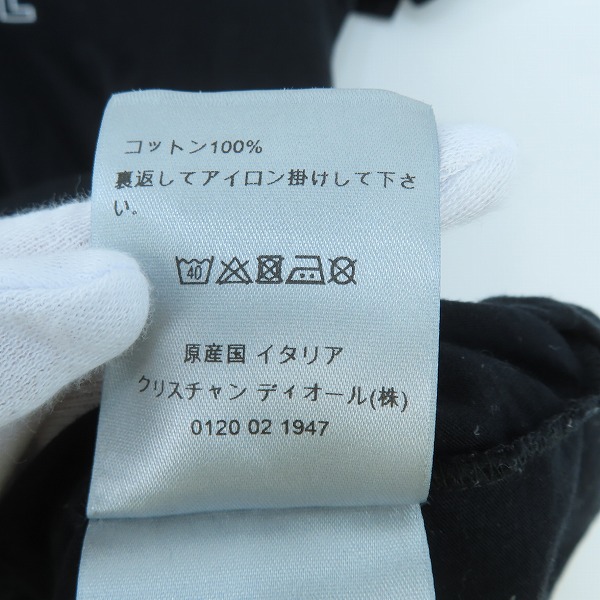 コットン100%
裏返してアイロン掛けして下さ
い。
40
原産国 イタリア
クリスチャン ディオール(株)
0120 02 1947